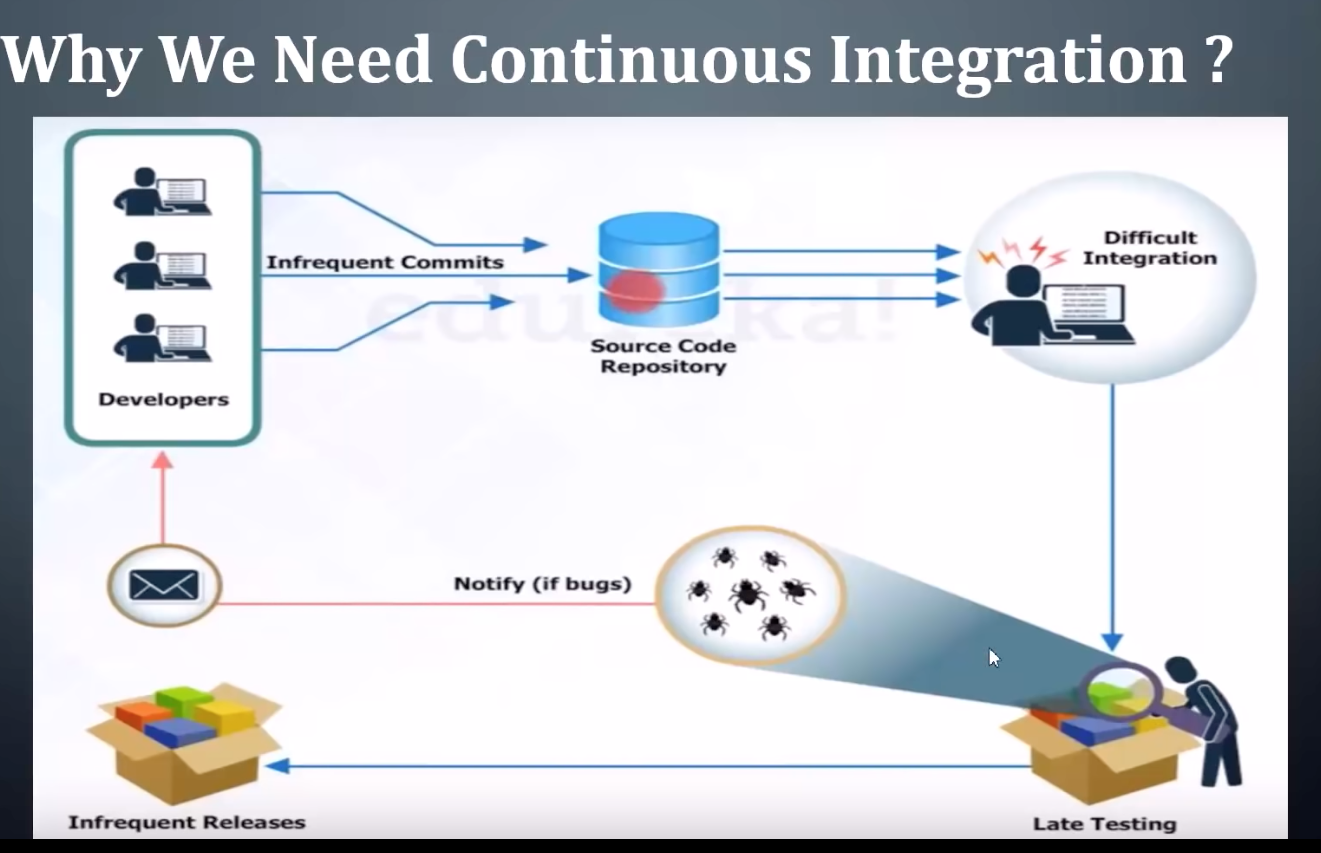 Why We Need Continuous Integration ?
Infrequent Commits
Difficult
Integration
Source Code
Repository
Developers
Notify (if bugs)
Infrequent Releases
Late Testing